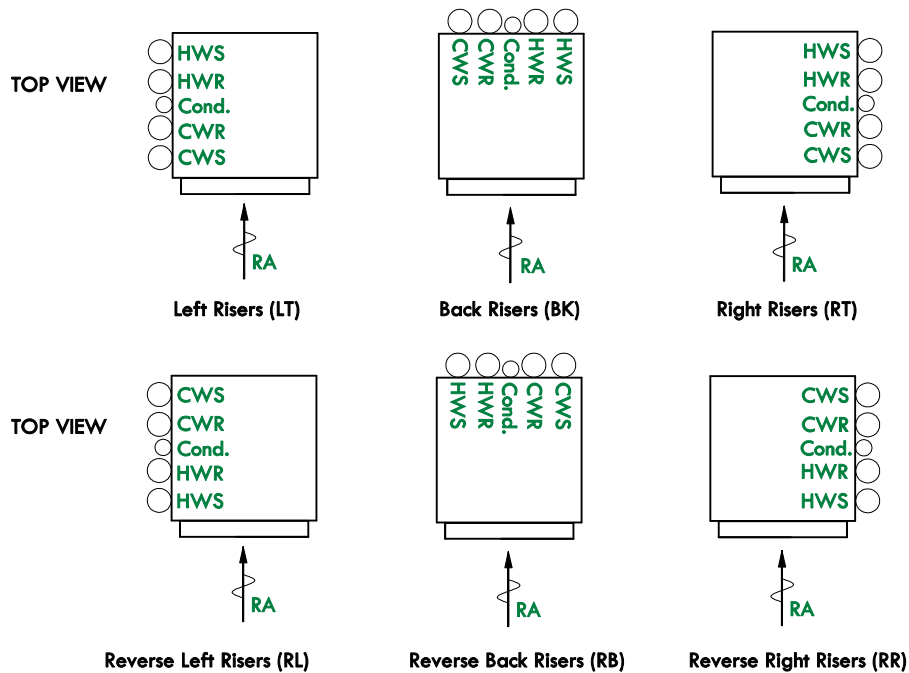 TOP VIEW
HWS
HWR
Cond.
CWR
CWS
RA
Left Risers (LT)
CWS
CWR
Cond.
HWR
HWS
RA
Back Risers (BK)
HWS
HWR
Cond.
CWR
CWS
RA
Right Risers (RT)
TOP VIEW
CWS
CWR
Cond.
HWR
HWS
RA
Reverse Left Risers (RL)
HWS
HWR
Cond.
CWR
CWS
RA
Reverse Back Risers (RB)
CWS
CWR
Cond.
HWR
HWS
RA
Reverse Right Risers (RR)